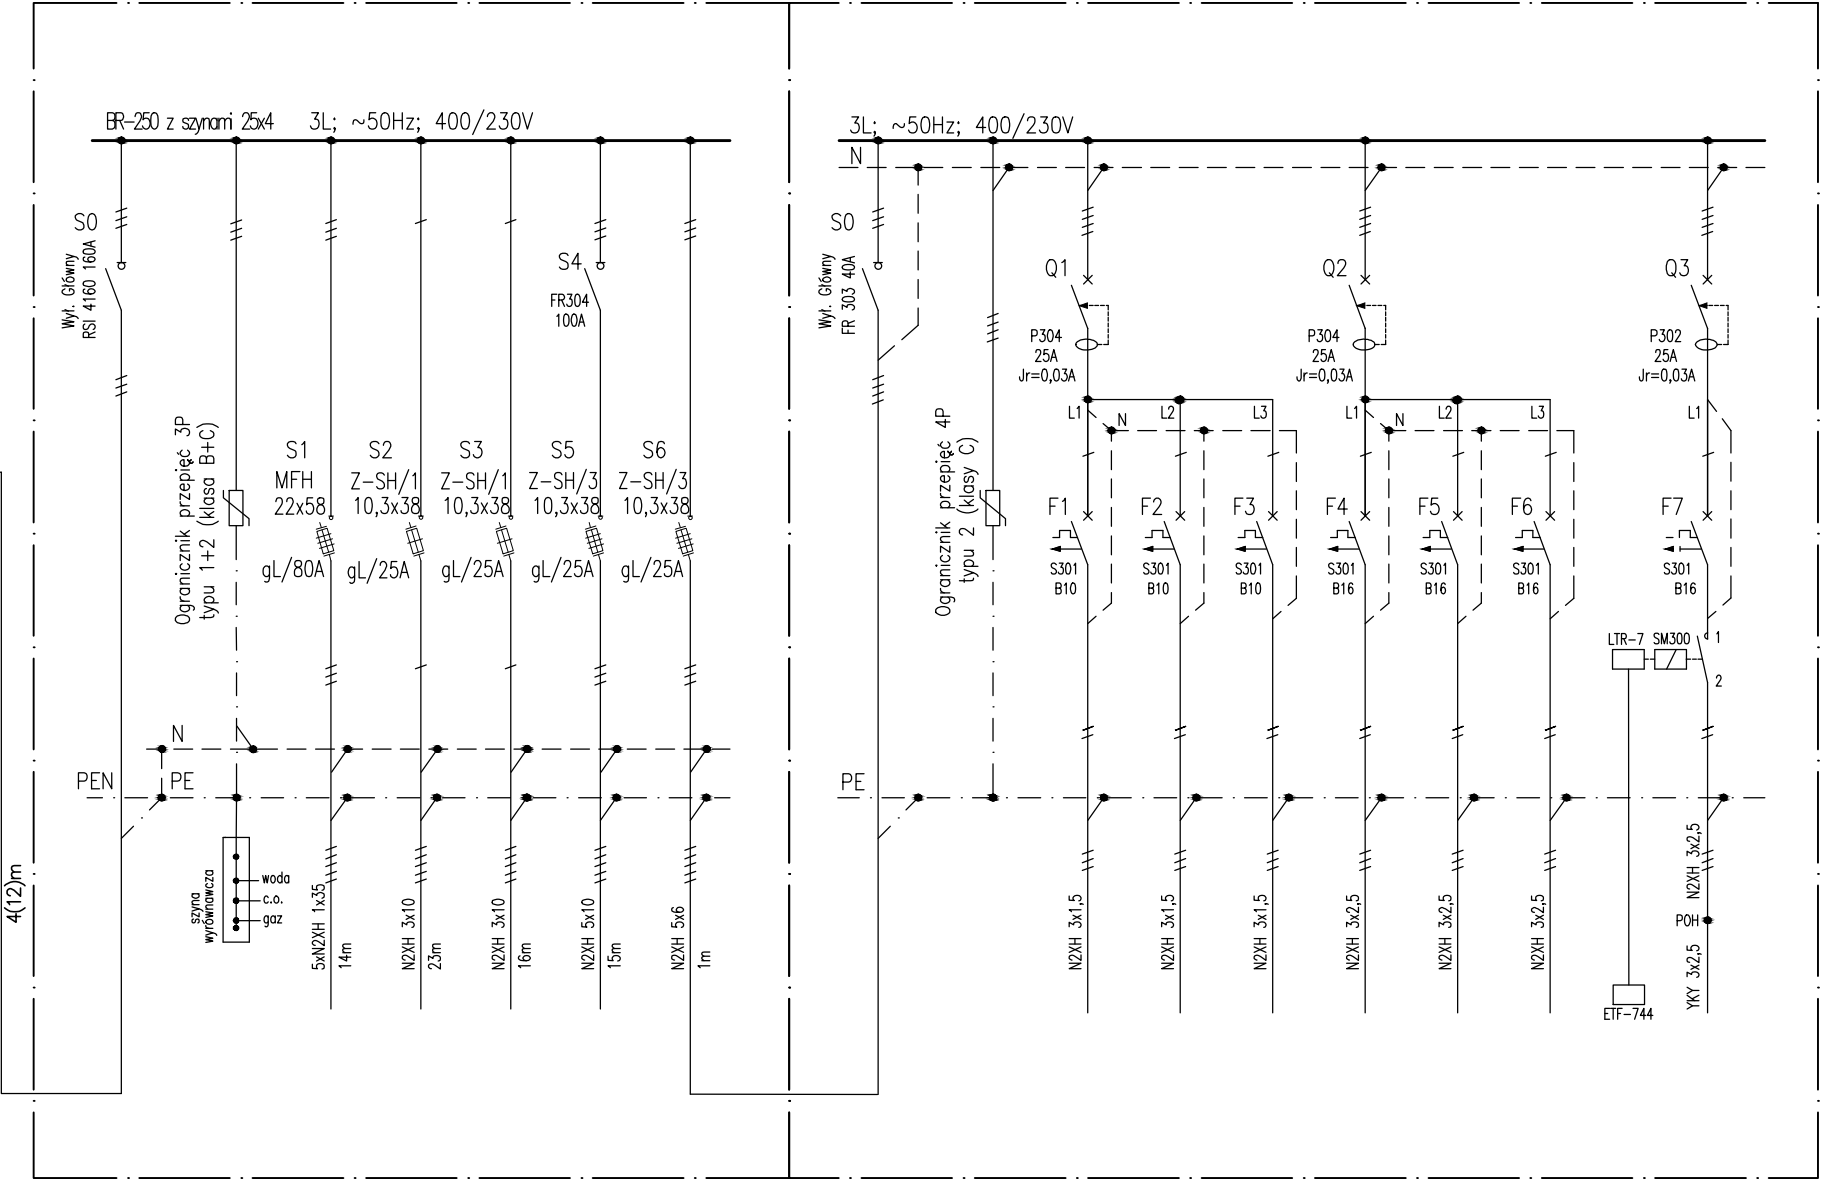 BR-250 z szynami 25x4
3L; ~50Hz; 400/230V
S0
Wył. Główny
RSI 4160 160A
Ogranicznik przepięć 3P
typu 1+2 (klasa B+C)
S4
FR304
100A
S1
MFH
22x58
gL/80A
S2
Z-SH/1
10,3x38
gL/25A
S3
Z-SH/1
10,3x38
gL/25A
S5
Z-SH/3
10,3x38
gL/25A
S6
Z-SH/3
10,3x38
gL/25A
N
PEN
PE
4(12)m
szyna
wyrównawcza
woda
c.o.
gaz
5xN2XH 1x35
14m
N2XH 3x10
23m
N2XH 3x10
16m
N2XH 5x10
15m
N2XH 5x6
1m
3L; ~50Hz; 400/230V
N
S0
Wył. Główny
FR 303 40A
Ogranicznik przepięć 4P
typu 2 (klasy C)
Q1
P304
25A
Jr=0,03A
Q2
P304
25A
Jr=0,03A
Q3
P302
25A
Jr=0,03A
L1
N
L2
L3
L1
N
L2
L3
L1
F1
S301
B10
F2
S301
B10
F3
S301
B10
F4
S301
B16
F5
S301
B16
F6
S301
B16
F7
S301
B16
LTR-7
SM300
1
2
PE
N2XH 3x1,5
N2XH 3x1,5
N2XH 3x1,5
N2XH 3x2,5
N2XH 3x2,5
N2XH 3x2,5
N2XH 3x2,5
POH
YKY 3x2,5
ETF-744